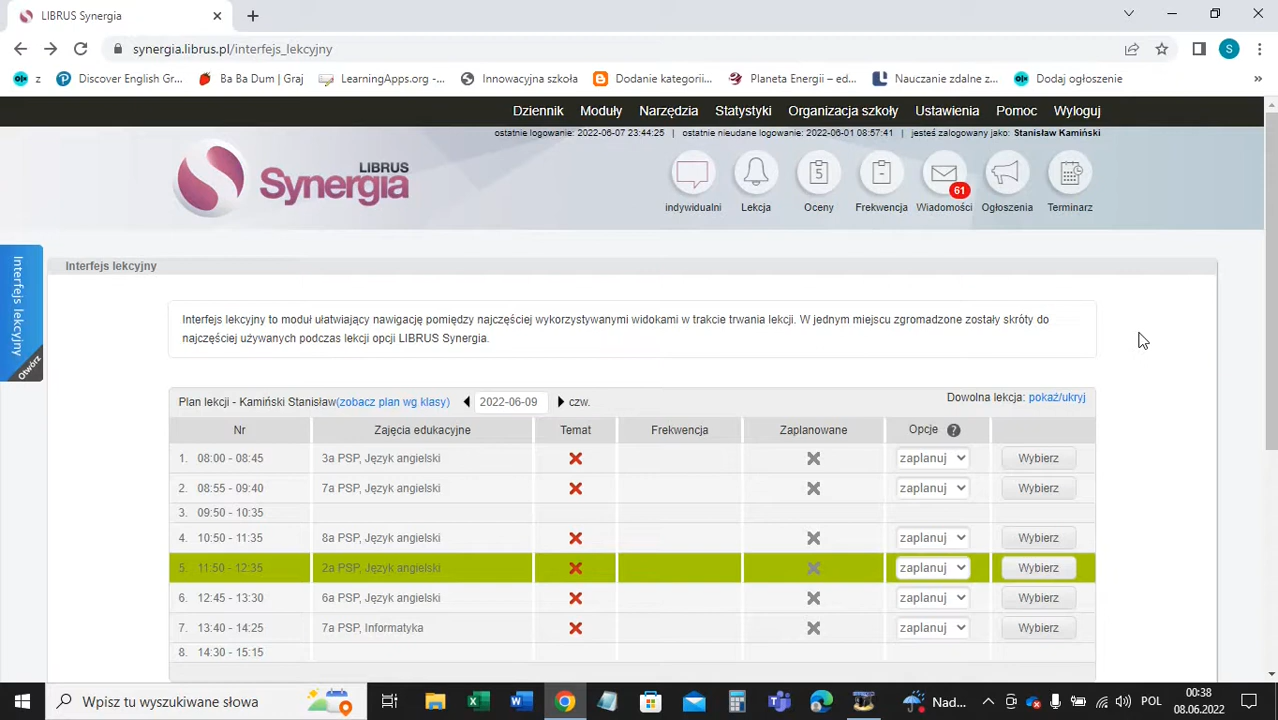 LIBRUS Synergia
synergia.librus.pl/interfejs_lekcyjny
S
z
Discover English Gr...
Ba Ba Dum | Graj
LearningApps.org -...
Innowacyjna szkoła
Dodanie kategorii...
Planeta Energii – ed...
Nauczanie zdalne z...
Dodaj ogłoszenie
Dziennik Moduły Narzędzia Statystyki Organizacja szkoły Ustawienia Pomoc Wyloguj
ostatnie logowanie: 2022-06-07 23:44:25 | ostatnie nieudane logowanie: 2022-06-01 08:57:41 | jesteś zalogowany jako: Stanisław Kamiński
LIBRUS
Synergia
5
61
indywidualni Lekcja Oceny Frekwencja Wiadomości Ogłoszenia Terminarz
Interfejs lekcyjny
Otwórz
Interfejs lekcyjny
Interfejs lekcyjny to moduł ułatwiający nawigację pomiędzy najczęściej wykorzystywanymi widokami w trakcie trwania lekcji. W jednym miejscu zgromadzone zostały skróty do
najczęściej używanych podczas lekcji opcji LIBRUS Synergia.
Plan lekcji - Kamiński Stanisław(zobacz plan wg klasy) 2022-06-09 czw. Dowolna lekcja: pokaż/ukryj
Nr Zajęcia edukacyjne Temat Frekwencja Zaplanowane Opcje ?
1. 08:00 - 08:45 3a PSP, Język angielski zaplanuj Wybierz
2. 08:55 - 09:40 7a PSP, Język angielski zaplanuj Wybierz
3. 09:50 - 10:35
4. 10:50 - 11:35 8a PSP, Język angielski zaplanuj Wybierz
5. 11:50 - 12:35 2a PSP, Język angielski zaplanuj Wybierz
6. 12:45 - 13:30 6a PSP, Język angielski zaplanuj Wybierz
7. 13:40 - 14:25 7a PSP, Informatyka zaplanuj Wybierz
8. 14:30 - 15:15
Wpisz tu wyszukiwane słowa
Nad...
POL
00:38
08.06.2022